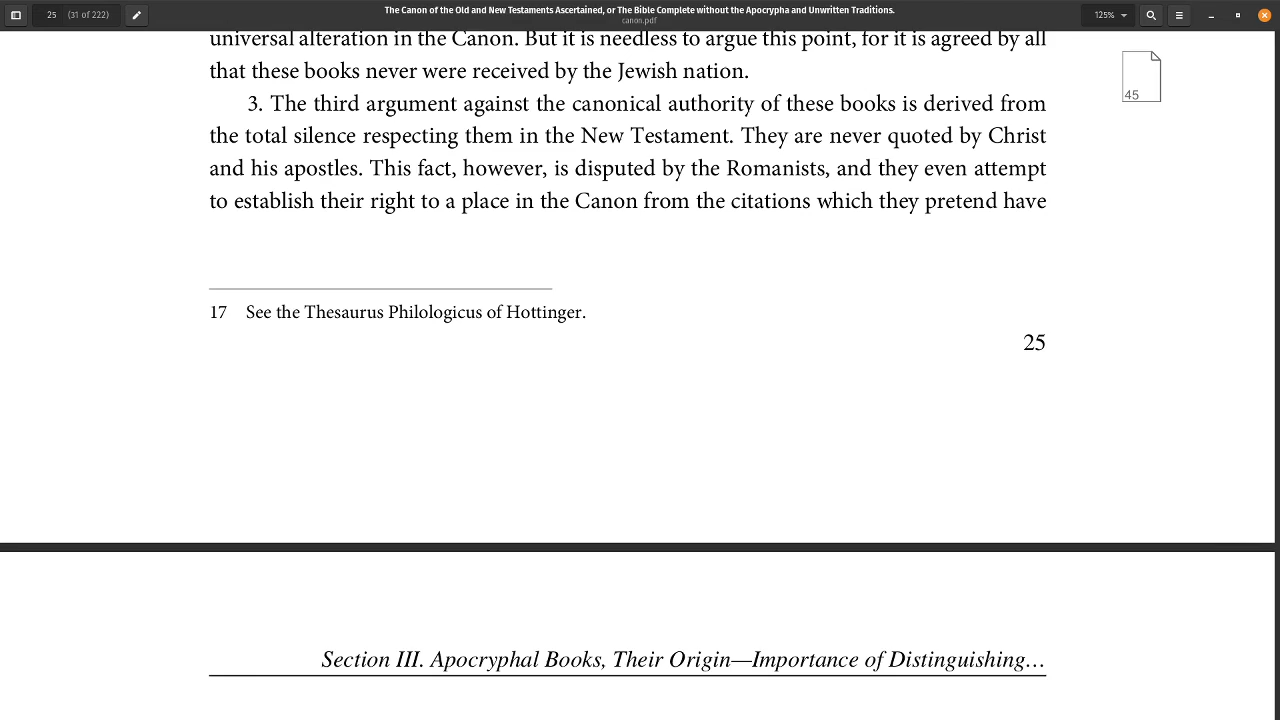 25 (31 of 222)
The Canon of the Old and New Testaments Ascertained, or The Bible Complete without the Apocrypha and Unwritten Traditions.
canon.pdf
125%
universal alteration in the Canon. But it is needless to argue this point, for it is agreed by all
that these books never were received by the Jewish nation.
3. The third argument against the canonical authority of these books is derived from
the total silence respecting them in the New Testament. They are never quoted by Christ
and his apostles. This fact, however, is disputed by the Romanists, and they even attempt
to establish their right to a place in the Canon from the citations which they pretend have
45
17 See the Thesaurus Philologicus of Hottinger.
25
Section III. Apocryphal Books, Their Origin—Importance of Distinguishing…